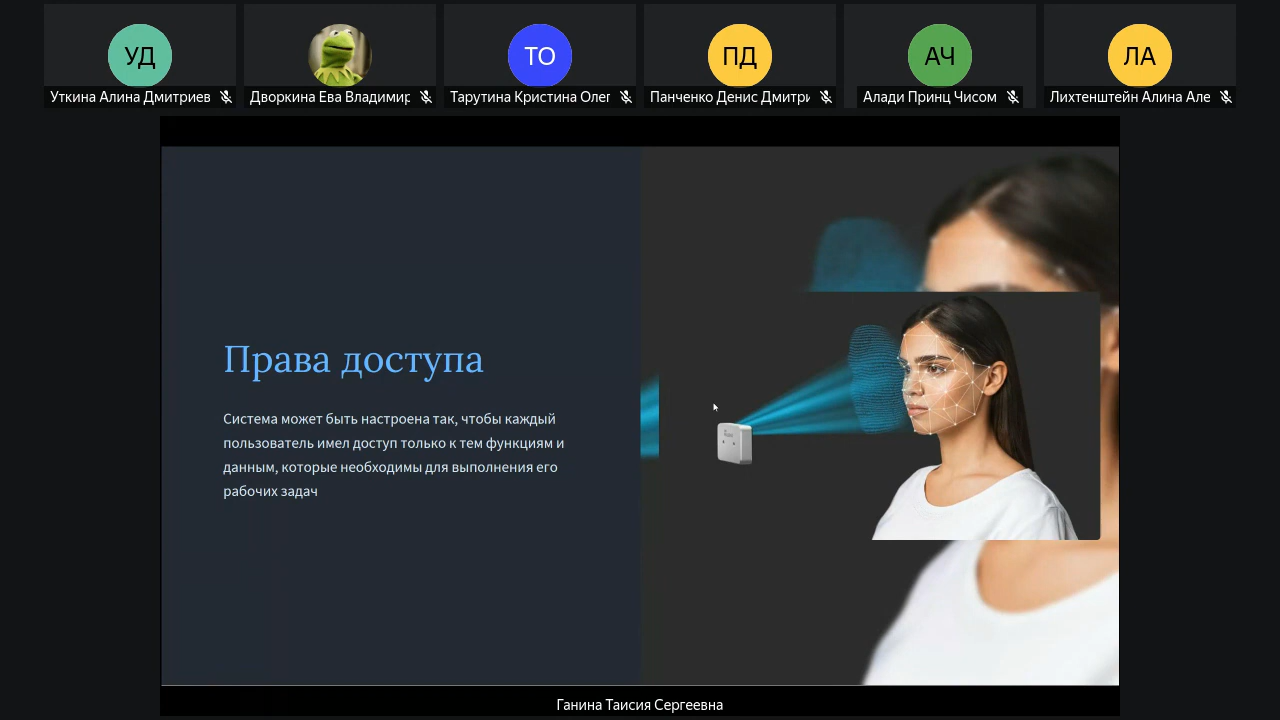 УД
ТО
ПД
АЧ
ЛА
Уткина Алина Дмитриев
Дворкина Ева Владимир
Тарутина Кристина Олег
Панченко Денис Дмитри
Алади Принц Чисом
Лихтенштейн Алина Але
Права доступа
Система может быть настроена так, чтобы каждый
пользователь имел доступ только к тем функциям и
данным, которые необходимы для выполнения его
рабочих задач
Ганина Таисия Сергеевна